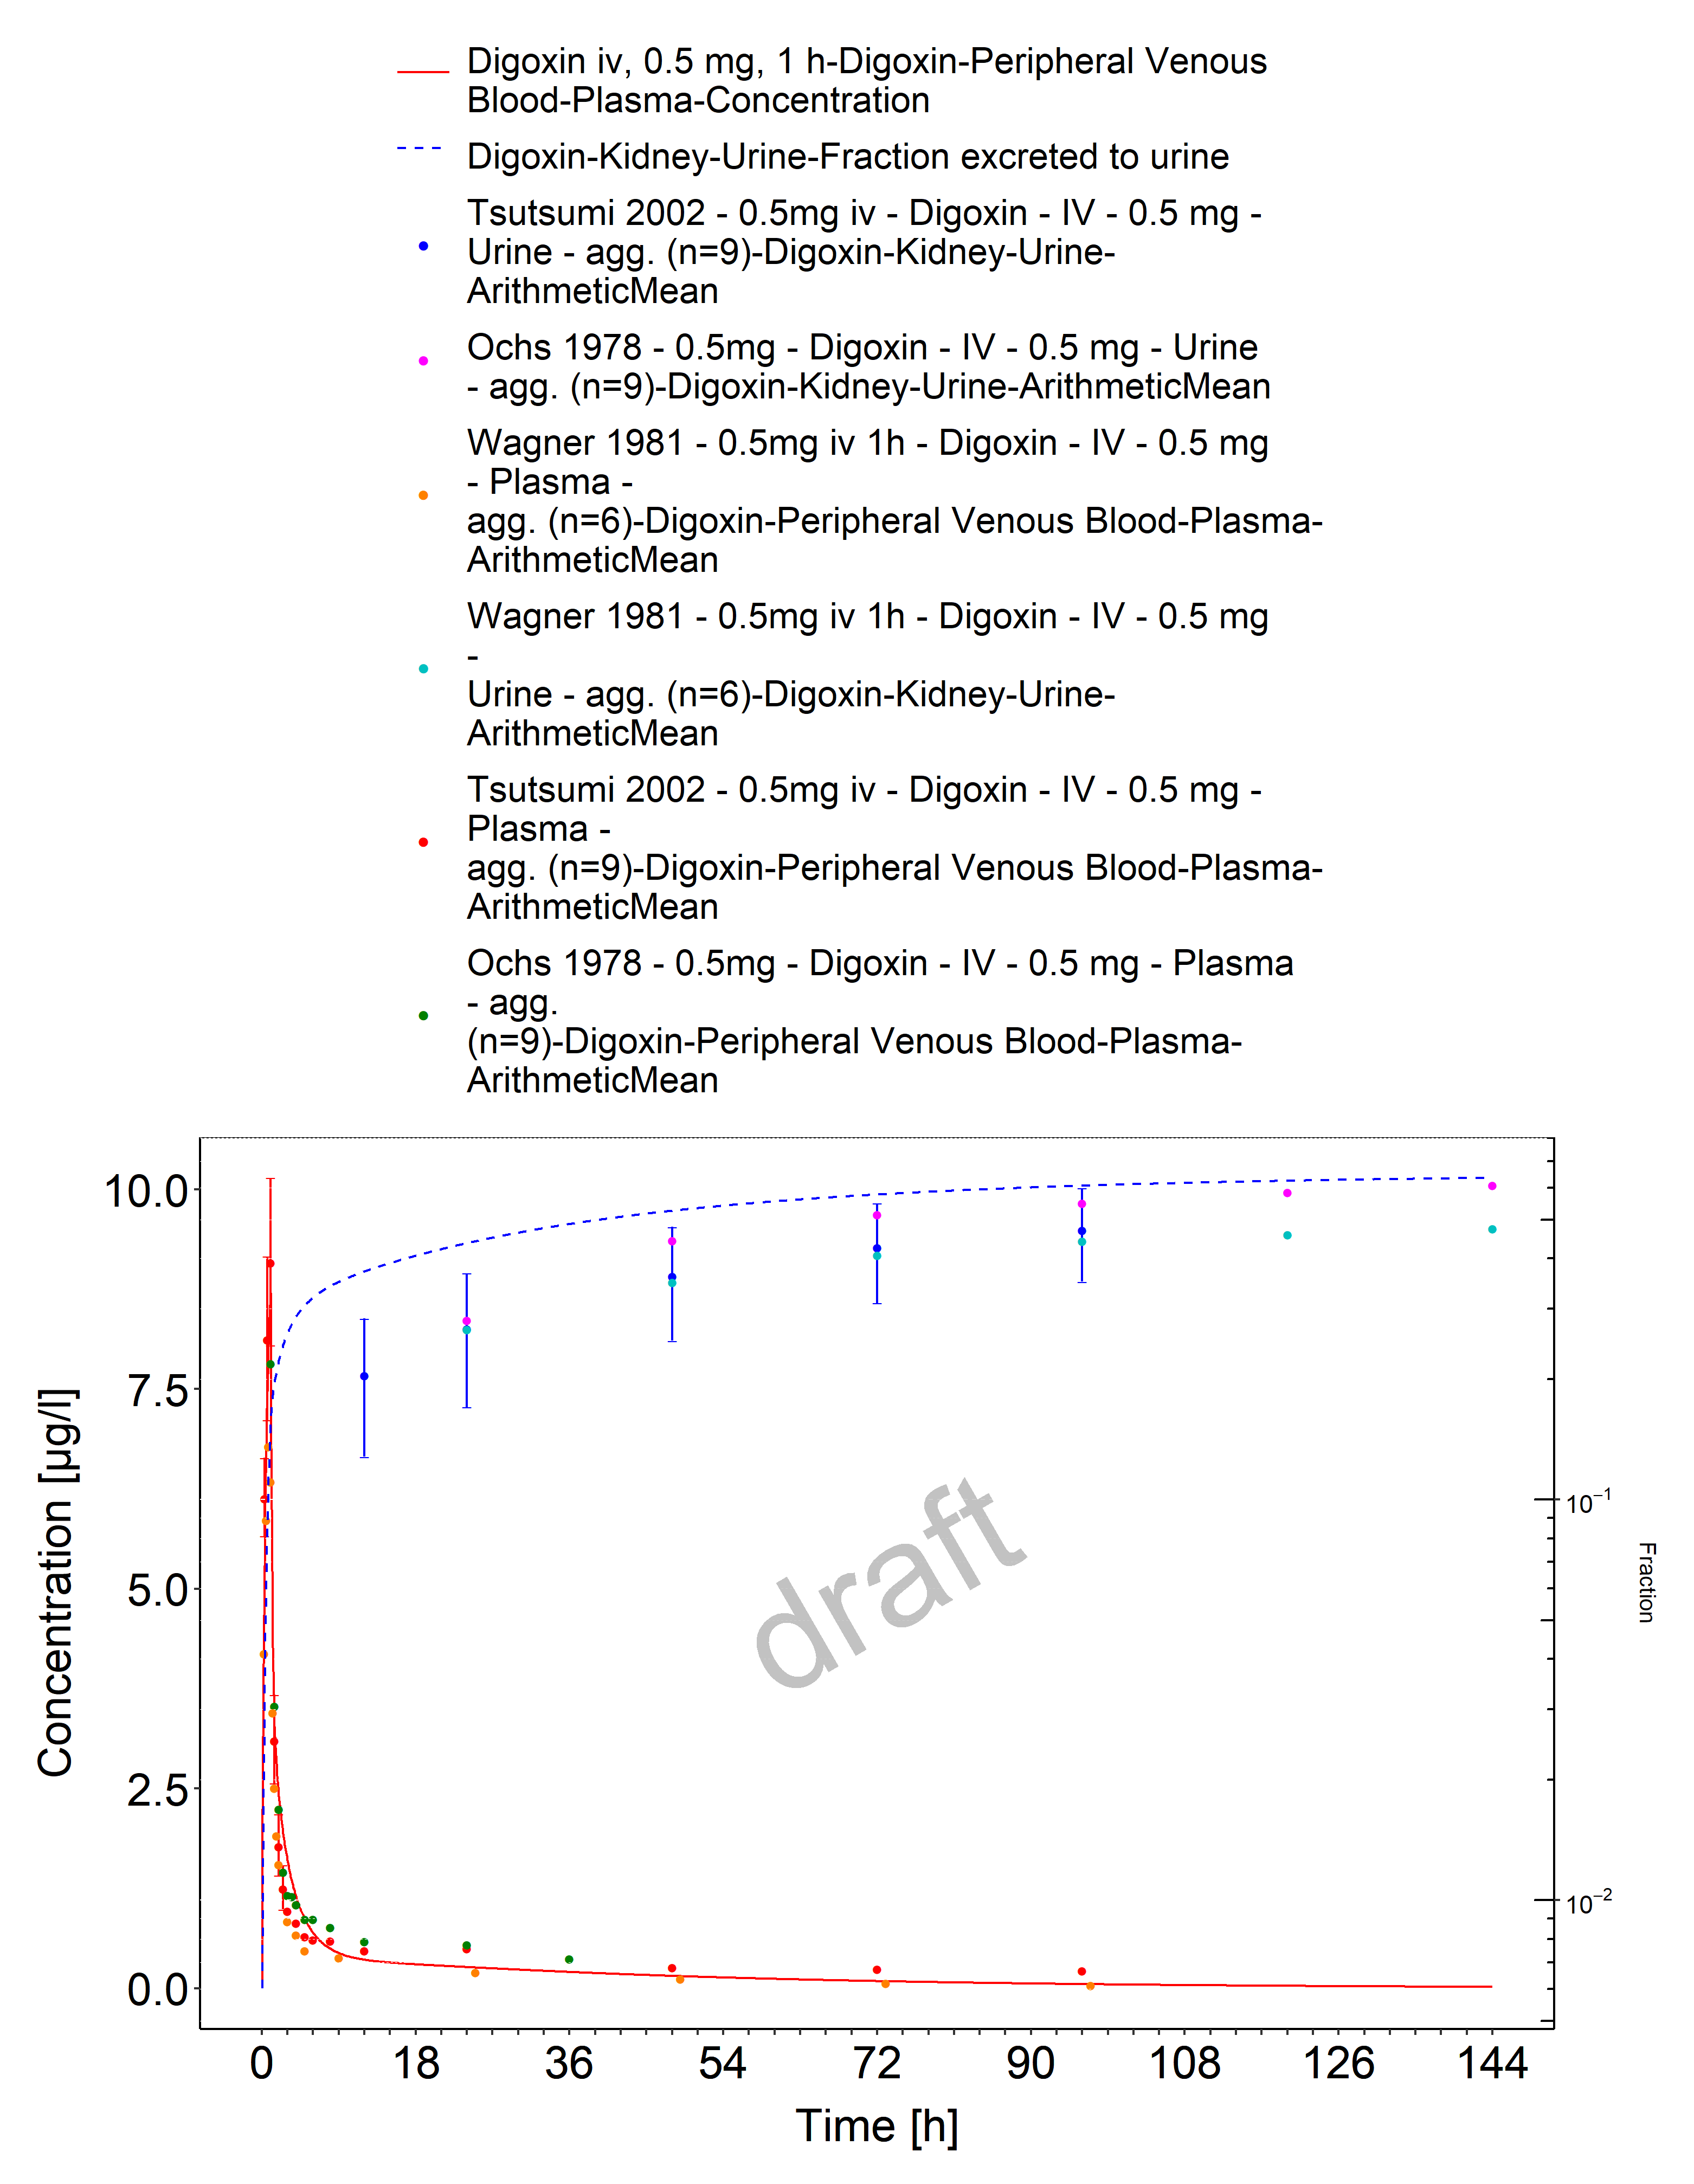 Digoxin iv, 0.5 mg, 1 h-Digoxin-Peripheral Venous
Blood-Plasma-Concentration
Digoxin-Kidney-Urine-Fraction excreted to urine
Tsutsumi 2002 - 0.5mg iv - Digoxin - IV - 0.5 mg -
Urine - agg. (n=9)-Digoxin-Kidney-Urine-
ArithmeticMean
Ochs 1978 - 0.5mg - Digoxin - IV - 0.5 mg - Urine
- agg. (n=9)-Digoxin-Kidney-Urine-ArithmeticMean
Wagner 1981 - 0.5mg iv 1h - Digoxin - IV - 0.5 mg
- Plasma -
agg. (n=6)-Digoxin-Peripheral Venous Blood-Plasma-
ArithmeticMean
Wagner 1981 - 0.5mg iv 1h - Digoxin - IV - 0.5 mg
-
Urine - agg. (n=6)-Digoxin-Kidney-Urine-
ArithmeticMean
Tsutsumi 2002 - 0.5mg iv - Digoxin - IV - 0.5 mg -
Plasma -
agg. (n=9)-Digoxin-Peripheral Venous Blood-Plasma-
ArithmeticMean
Ochs 1978 - 0.5mg - Digoxin - IV - 0.5 mg - Plasma
- agg.
(n=9)-Digoxin-Peripheral Venous Blood-Plasma-
ArithmeticMean
10.0
7.5
5.0
2.5
0.0
Concentration [µg/l]
draft
10⁻¹
10⁻²
Fraction
0 18 36 54 72 90 108 126 144
Time [h]